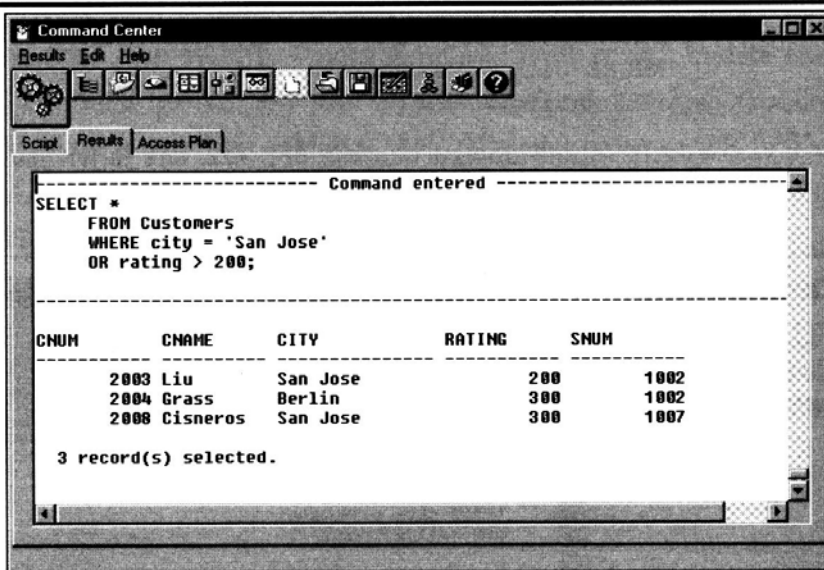 Command Center
Results Edit Help
Script Results Access Plan
-------------------------- Command entered --------------------------
SELECT *
FROM Customers
WHERE city = 'San Jose'
OR rating > 200;
---------------------------------------------------------------------
CNUM CNAME CITY RATING SNUM
----------- ---------- --------------- ----------- -----------
2003 Liu San Jose 200 1002
2004 Grass Berlin 300 1002
2008 Cisneros San Jose 300 1007
3 record(s) selected.